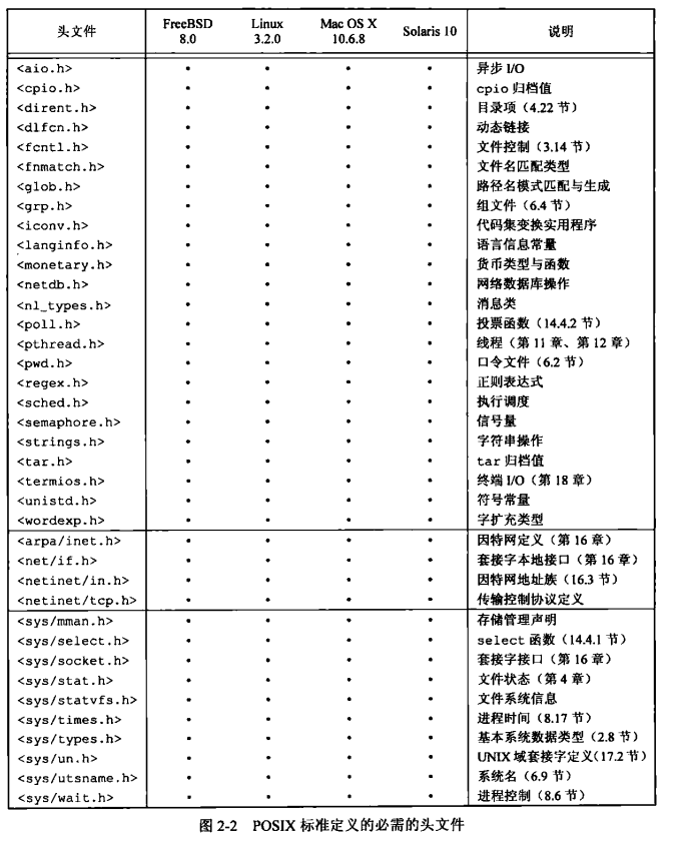 头文件 FreeBSD 8.0 Linux 3.2.0 Mac OS X 10.6.8 Solaris 10 说明
<aio.h> • • • • 异步 I/O
<cpio.h> • • • • cpio 归档值
<dirent.h> • • • • 目录项（4.22 节）
<dlfcn.h> • • • • 动态链接
<fcntl.h> • • • • 文件控制（3.14 节）
<fnmatch.h> • • • • 文件名匹配类型
<glob.h> • • • • 路径名模式匹配与生成
<grp.h> • • • • 组文件（6.4 节）
<iconv.h> • • • • 代码集变换实用程序
<langinfo.h> • • • • 语言信息常量
<monetary.h> • • • • 货币类型与函数
<netdb.h> • • • • 网络数据库操作
<nl_types.h> • • • • 消息类
<poll.h> • • • • 投票函数（14.4.2 节）
<pthread.h> • • • • 线程（第 11 章、第 12 章）
<pwd.h> • • • • 口令文件（6.2 节）
<regex.h> • • • • 正则表达式
<sched.h> • • • • 执行调度
<semaphore.h> • • • • 信号量
<strings.h> • • • • 字符串操作
<tar.h> • • • • tar 归档值
<termios.h> • • • • 终端 I/O（第 18 章）
<unistd.h> • • • • 符号常量
<wordexp.h> • • • • 字扩充类型
<arpa/inet.h> • • • • 因特网定义（第 16 章）
<net/if.h> • • • • 套接字本地接口（第 16 章）
<netinet/in.h> • • • • 因特网地址族（16.3 节）
<netinet/tcp.h> • • • • 传输控制协议定义
<sys/mman.h> • • • • 存储管理声明
<sys/select.h> • • • • select 函数（14.4.1 节）
<sys/socket.h> • • • • 套接字接口（第 16 章）
<sys/stat.h> • • • • 文件状态（第 4 章）
<sys/statvfs.h> • • • • 文件系统信息
<sys/times.h> • • • • 进程时间（8.17 节）
<sys/types.h> • • • • 基本系统数据类型（2.8 节）
<sys/un.h> • • • • UNIX 域套接字定义（17.2 节）
<sys/utsname.h> • • • • 系统名（6.9 节）
<sys/wait.h> • • • • 进程控制（8.6 节）
图 2-2 POSIX 标准定义的必需的头文件